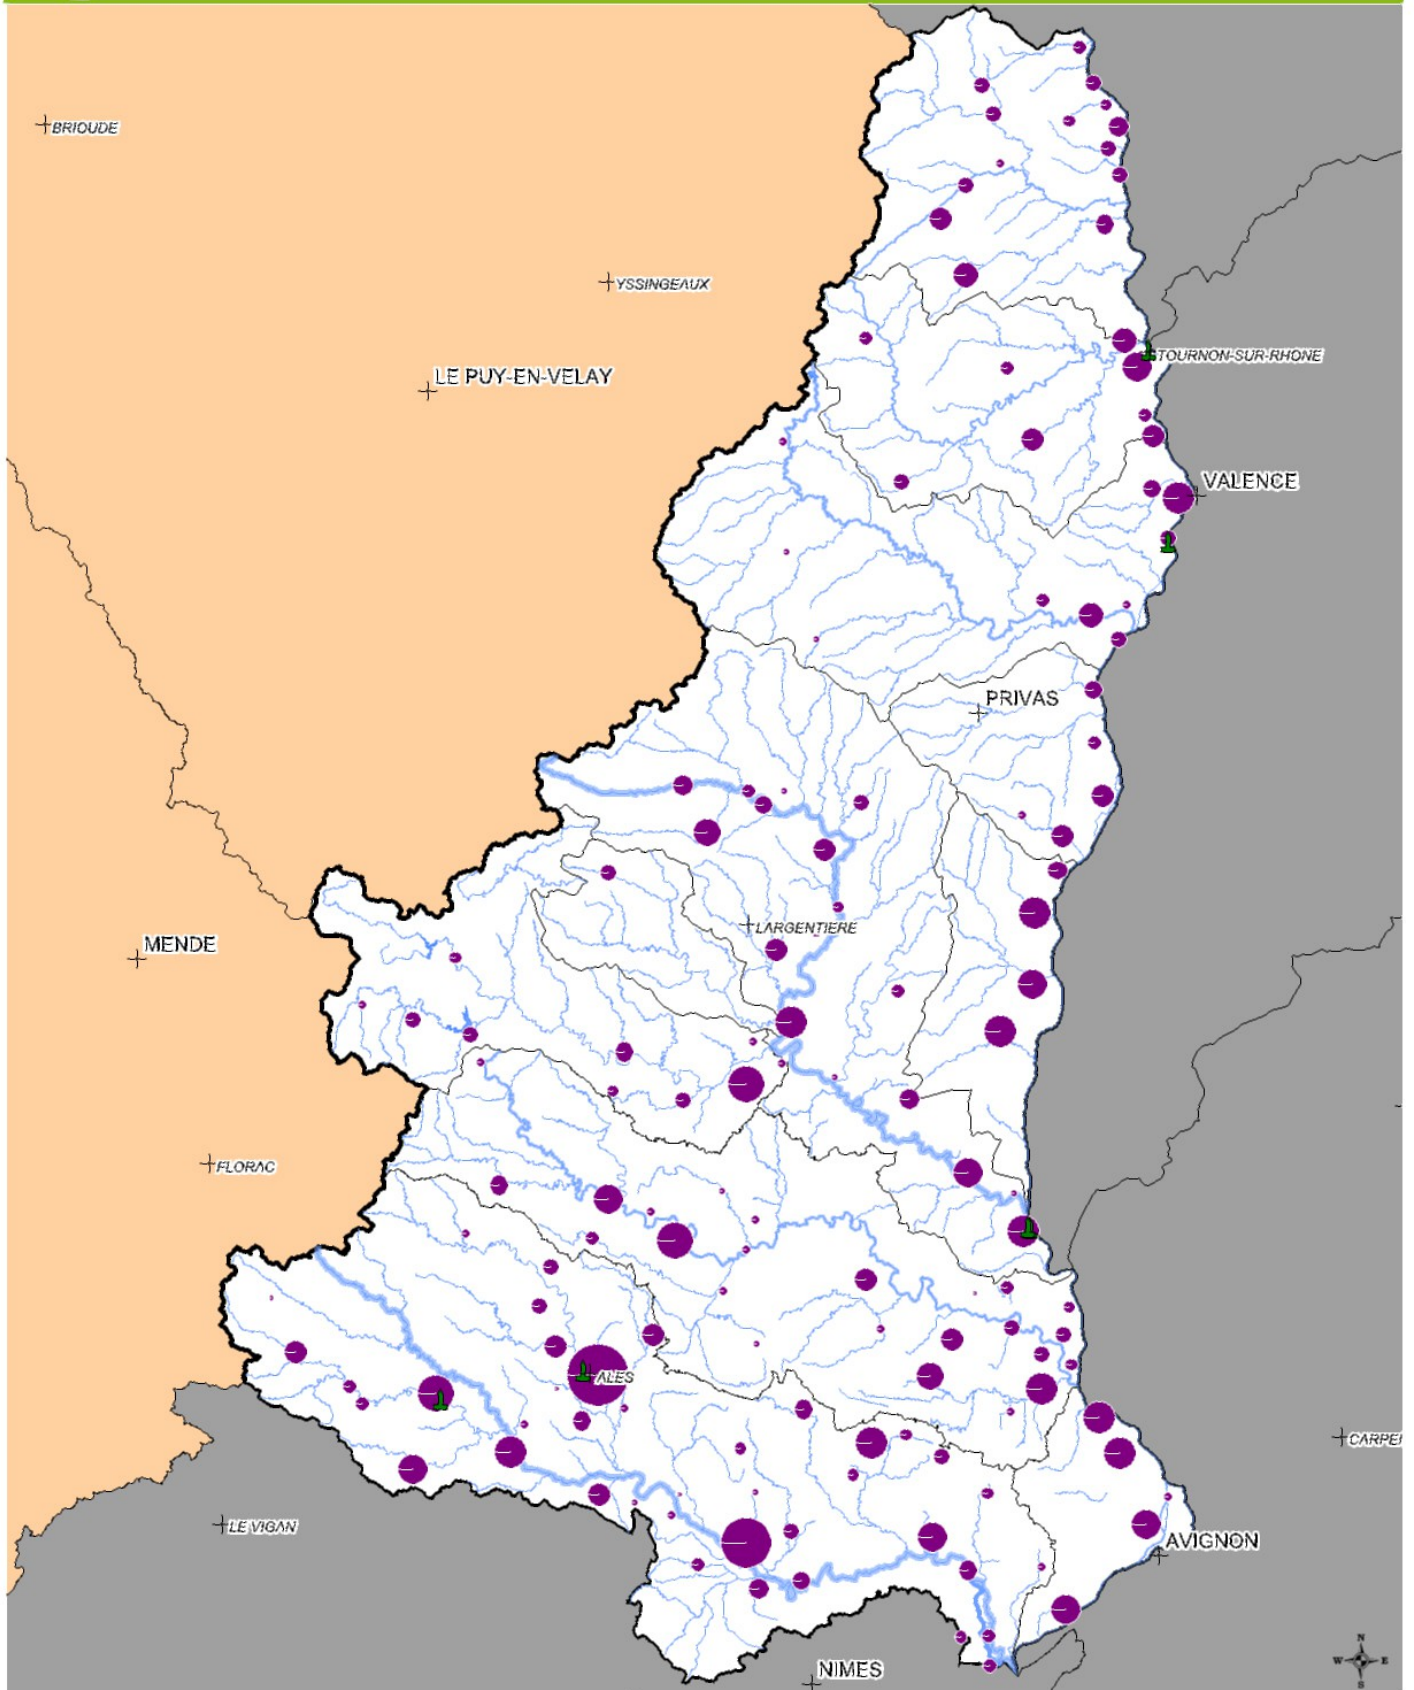 BRIOUDE
YSSINGEAUX
TOURNON-SUR-RHONE
LE PUY-EN-VELAY
VALENCE
PRIVAS
LARGENTIERE
MENDE
FLORAC
ALES
CARPE
LE VIGAN
AVIGNON
N
W E
S
NIMES